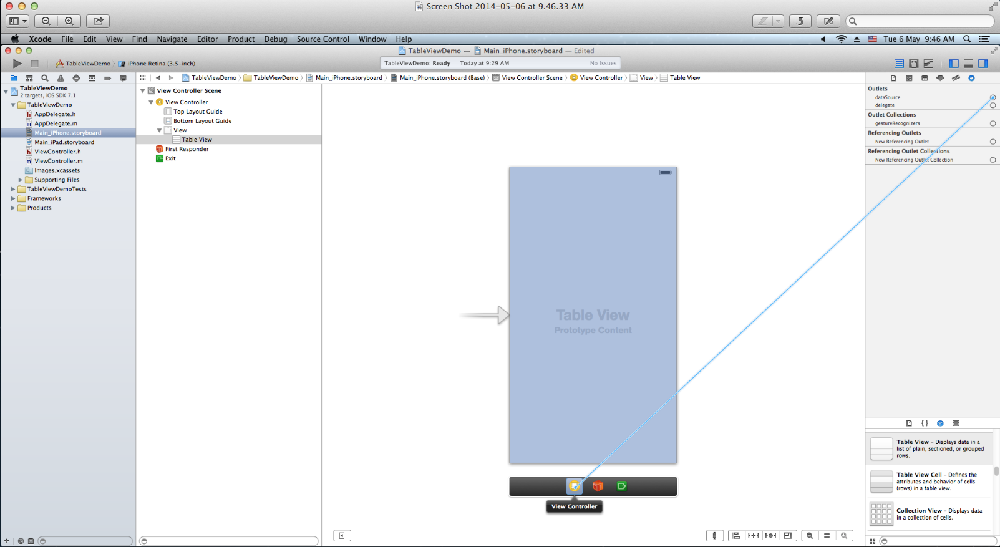 Screen Shot 2014-05-06 at 9.46.33 AM
Xcode File Edit View Find Navigate Editor Product Debug Source Control Window Help
Tue 6 May 9:46 AM
TableViewDemo — Main_iPhone.storyboard — Edited
TableViewDemo › iPhone Retina (3.5-inch)
TableViewDemo: Ready | Today at 9:29 AM
No Issues
TableViewDemo › TableViewDemo › Main_iPhone.storyboard › Main_iPhone.storyboard (Base) › View Controller Scene › View Controller › View › Table View
TableViewDemo
2 targets, iOS SDK 7.1
TableViewDemo
AppDelegate.h
AppDelegate.m
Main_iPhone.storyboard
Main_iPad.storyboard
ViewController.h
ViewController.m
Images.xcassets
Supporting Files
TableViewDemoTests
Frameworks
Products
View Controller Scene
View Controller
Top Layout Guide
Bottom Layout Guide
View
Table View
First Responder
Exit
Table View
Prototype Content
View Controller
Outlets
dataSource
delegate
Outlet Collections
gestureRecognizers
Referencing Outlets
New Referencing Outlet
Referencing Outlet Collections
New Referencing Outlet Collection
Table View - Displays data in a
list of plain, sectioned, or grouped
rows.
Table View Cell - Defines the
attributes and behavior of cells
(rows) in a table view.
Collection View - Displays data
in a collection of cells.